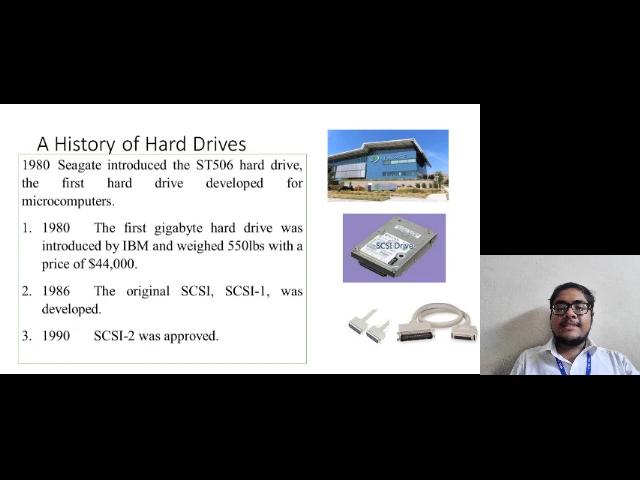 A History of Hard Drives
1980 Seagate introduced the ST506 hard drive,
the first hard drive developed for
microcomputers.
1. 1980 The first gigabyte hard drive was
introduced by IBM and weighed 550lbs with a
price of $44,000.
2. 1986 The original SCSI, SCSI-1, was
developed.
3. 1990 SCSI-2 was approved.
SCSI Drive